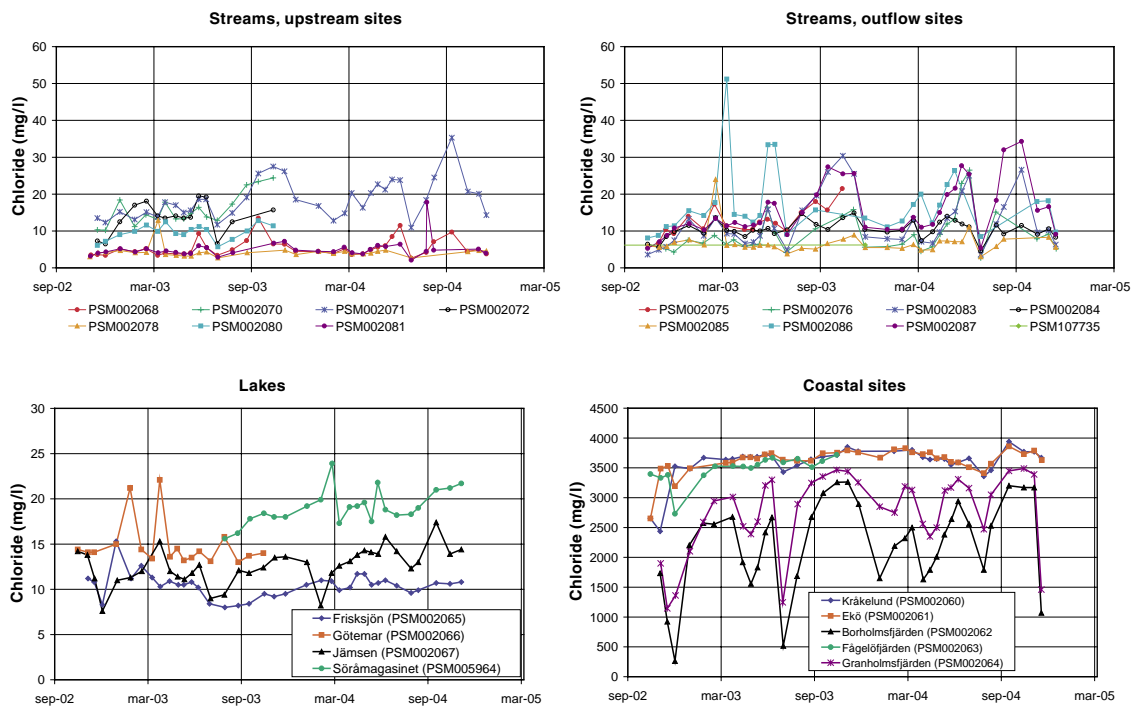 Streams, upstream sites
Chloride (mg/l)
60
50
40
30
20
10
0
sep-02 mar-03 sep-03 mar-04 sep-04 mar-05
PSM002068 PSM002070 PSM002071 PSM002072
PSM002078 PSM002080 PSM002081
Streams, outflow sites
Chloride (mg/l)
60
50
40
30
20
10
0
sep-02 mar-03 sep-03 mar-04 sep-04 mar-05
PSM002075 PSM002076 PSM002083 PSM002084
PSM002085 PSM002086 PSM002087 PSM107735
Lakes
Chloride (mg/l)
30
25
20
15
10
5
0
Frisksjön (PSM002065)
Götemar (PSM002066)
Jämsen (PSM002067)
Söråmagasinet (PSM005964)
sep-02 mar-03 sep-03 mar-04 sep-04 mar-05
Coastal sites
Chloride (mg/l)
4500
4000
3500
3000
2500
2000
1500
1000
500
0
Kråkelund (PSM002060)
Ekö (PSM002061)
Borholmsfjärden (PSM002062
Fågelöfjärden (PSM002063)
Granholmsfjärden (PSM002064)
sep-02 mar-03 sep-03 mar-04 sep-04 mar-05